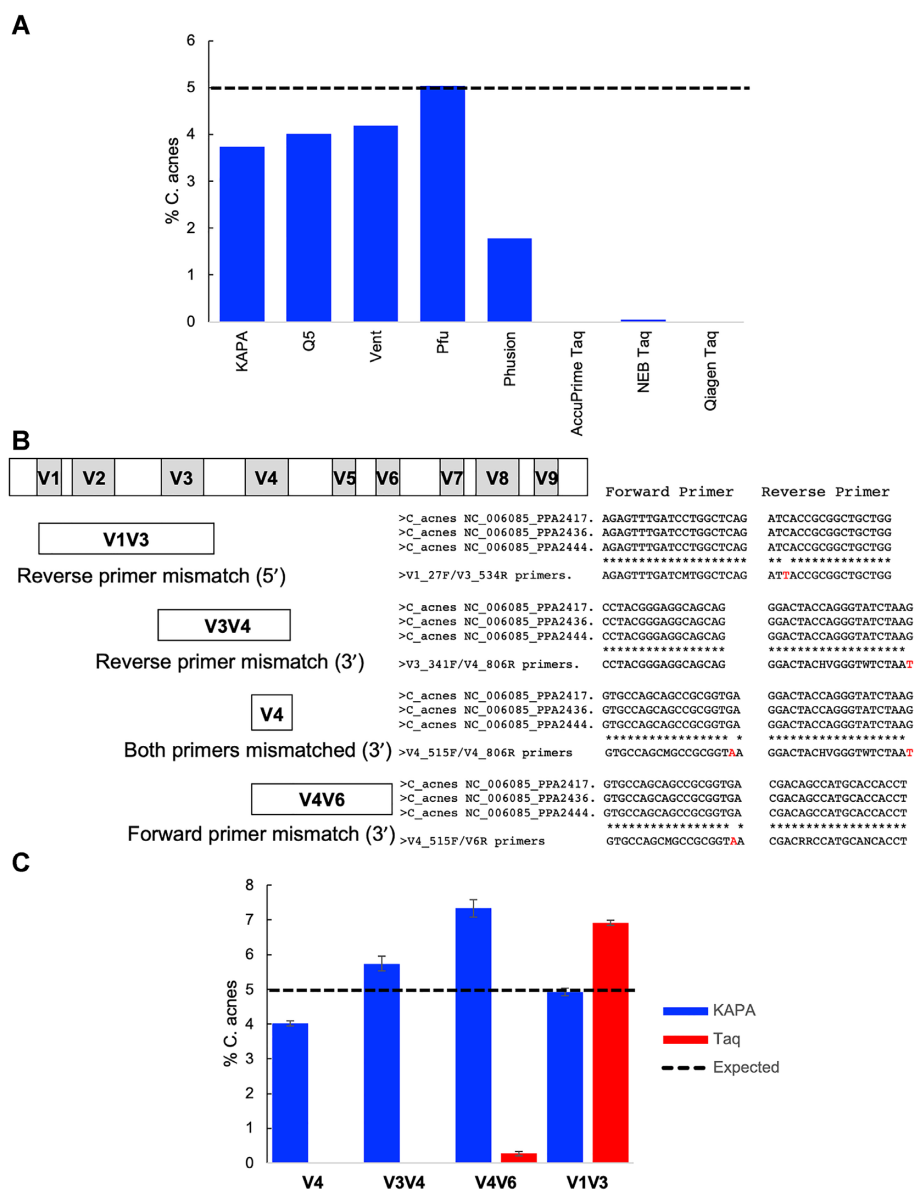 A
6
5
4
3
2
1
0
% C. acnes
KAPA
Q5
Vent
Pfu
Phusion
AccuPrime Taq
NEB Taq
Qiagen Taq
B
V1 V2 V3 V4 V5 V6 V7 V8 V9
Forward Primer Reverse Primer
V1V3
Reverse primer mismatch (5′)
>C_acnes NC_006085_PPA2417. AGAGTTTGATCCTGGCTCAG ATCACCGCGGCTGCTGG
>C_acnes NC_006085_PPA2436. AGAGTTTGATCCTGGCTCAG ATCACCGCGGCTGCTGG
>C_acnes NC_006085_PPA2444. AGAGTTTGATCCTGGCTCAG ATCACCGCGGCTGCTGG
******************** ** **************
>V1_27F/V3_534R primers. AGAGTTTGATCMTGGCTCAG ATTACCGCGGCTGCTGG
V3V4
Reverse primer mismatch (3′)
>C_acnes NC_006085_PPA2417. CCTACGGGAGGCAGCAG GGACTACCAGGGTATCTAAG
>C_acnes NC_006085_PPA2436. CCTACGGGAGGCAGCAG GGACTACCAGGGTATCTAAG
>C_acnes NC_006085_PPA2444. CCTACGGGAGGCAGCAG GGACTACCAGGGTATCTAAG
***************** *******************
>V3_341F/V4_806R primers. CCTACGGGAGGCAGCAG GGACTACHVGGGTWTCTAAT
V4
Both primers mismatched (3′)
>C_acnes NC_006085_PPA2417. GTGCCAGCAGCCGCGGTGA GGACTACCAGGGTATCTAAG
>C_acnes NC_006085_PPA2436. GTGCCAGCAGCCGCGGTGA GGACTACCAGGGTATCTAAG
>C_acnes NC_006085_PPA2444. GTGCCAGCAGCCGCGGTGA GGACTACCAGGGTATCTAAG
***************** * *******************
>V4_515F/V4_806R primers GTGCCAGCMGCCGCGGTAA GGACTACHVGGGTWTCTAAT
V4V6
Forward primer mismatch (3′)
>C_acnes NC_006085_PPA2417. GTGCCAGCAGCCGCGGTGA CGACAGCCATGCACCACCT
>C_acnes NC_006085_PPA2436. GTGCCAGCAGCCGCGGTGA CGACAGCCATGCACCACCT
>C_acnes NC_006085_PPA2444. GTGCCAGCAGCCGCGGTGA CGACAGCCATGCACCACCT
***************** * *******************
>V4_515F/V6R primers GTGCCAGCMGCCGCGGTAA CGACRRCCATGCANCACCT
C
8
7
6
5
4
3
2
1
0
% C. acnes
V4
V3V4
V4V6
V1V3
KAPA
Taq
Expected